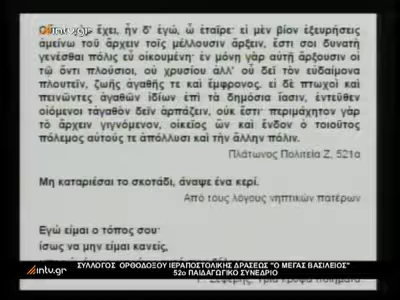 intv.gr
ἔχει, ἦν δ' ἐγώ, ὦ ἑταῖρε· εἰ μὲν βίον ἐξευρήσεις
ἀμείνω τοῦ ἄρχειν τοῖς μέλλουσιν ἄρξειν, ἔστι σοι δυνατὴ
γενέσθαι πόλις εὖ οἰκουμένη· ἐν μόνῃ γὰρ αὐτῇ ἄρξουσιν οἱ
τῷ ὄντι πλούσιοι, οὐ χρυσίου ἀλλ' οὗ δεῖ τὸν εὐδαίμονα
πλουτεῖν, ζωῆς ἀγαθῆς τε καὶ ἔμφρονος. εἰ δὲ πτωχοὶ καὶ
πεινῶντες ἀγαθῶν ἰδίων ἐπὶ τὰ δημόσια ἴασιν, ἐντεῦθεν
οἰόμενοι τἀγαθὸν δεῖν ἁρπάζειν, οὐκ ἔστι· περιμάχητον γὰρ
τὸ ἄρχειν γιγνόμενον, οἰκεῖος ὢν καὶ ἔνδον ὁ τοιοῦτος
πόλεμος αὐτούς τε ἀπόλλυσι καὶ τὴν ἄλλην πόλιν.
Πλάτωνος Πολιτεία Ζ, 521α
Μη καταριέσαι το σκοτάδι, άναψε ένα κερί.
Από τους λόγους νηπτικών πατέρων
Εγώ είμαι ο τόπος σου·
ίσως να μην είμαι κανείς,
intv.gr
ΣΥΛΛΟΓΟΣ ΟΡΘΟΔΟΞΟΥ ΙΕΡΑΠΟΣΤΟΛΙΚΗΣ ΔΡΑΣΕΩΣ "Ο ΜΕΓΑΣ ΒΑΣΙΛΕΙΟΣ"
52ο ΠΑΙΔΑΓΩΓΙΚΟ ΣΥΝΕΔΡΙΟ